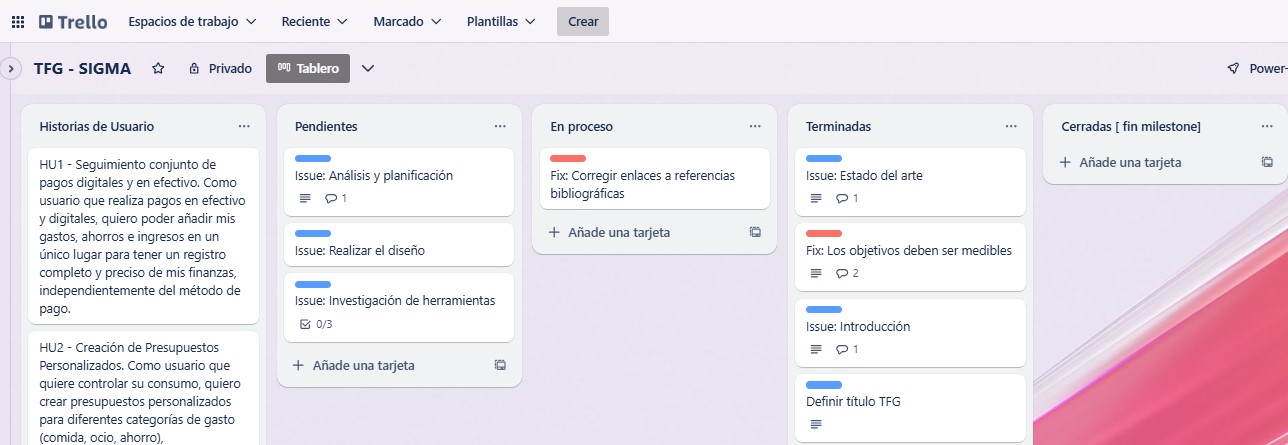 Trello
Espacios de trabajo
Reciente
Marcado
Plantillas
Crear
TFG - SIGMA
Privado
Tablero
Power-
Historias de Usuario
HU1 - Seguimiento conjunto de
pagos digitales y en efectivo. Como
usuario que realiza pagos en efectivo
y digitales, quiero poder añadir mis
gastos, ahorros e ingresos en un
único lugar para tener un registro
completo y preciso de mis finanzas,
independientemente del método de
pago.
HU2 - Creación de Presupuestos
Personalizados. Como usuario que
quiere controlar su consumo, quiero
crear presupuestos personalizados
para diferentes categorías de gasto
(comida, ocio, ahorro),
Pendientes
Issue: Análisis y planificación
1
Issue: Realizar el diseño
Issue: Investigación de herramientas
0/3
Añade una tarjeta
En proceso
Fix: Corregir enlaces a referencias
bibliográficas
Añade una tarjeta
Terminadas
Issue: Estado del arte
1
Fix: Los objetivos deben ser medibles
2
Issue: Introducción
1
Definir título TFG
Cerradas [ fin milestone]
Añade una tarjeta